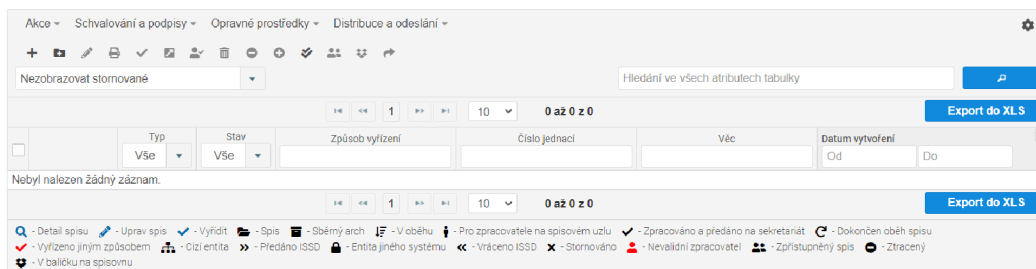 Akce Schvalování a podpisy Opravné prostředky Distribuce a odeslání
Nezobrazovat stornované Hledání ve všech atributech tabulky
1 10 0 až 0 z 0 Export do XLS
Typ Stav Způsob vyřízení Číslo jednací Věc Datum vytvoření
Vše Vše Od Do
Nebyl nalezen žádný záznam.
1 10 0 až 0 z 0 Export do XLS
- Detail spisu - Uprav spis - Vyřídit - Spis - Sběrný arch - V oběhu - Pro zpracovatele na spisovém uzlu - Zpracováno a předáno na sekretariát - Dokončen oběh spisu
- Vyřízeno jiným způsobem - Cizí entita >> - Předáno ISSD - Entita jiného systému << - Vráceno ISSD - Stornováno - Nevalidní zpracovatel - Zpřístupněný spis - Ztracený
- V balíčku na spisovnu